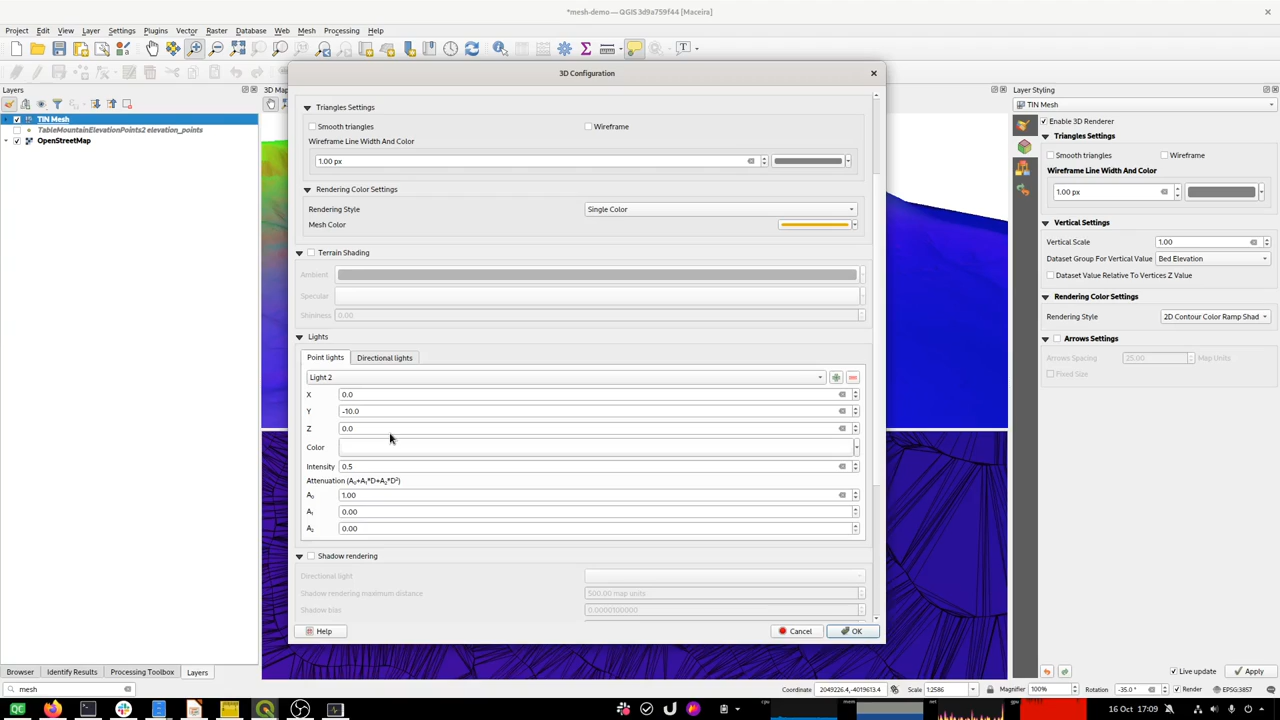 *mesh-demo — QGIS 3d9a759f44 [Maceira]
Project Edit View Layer Settings Plugins Vector Raster Database Web Mesh Processing Help
Layers
TIN Mesh
TableMountainElevationPoints2 elevation_points
OpenStreetMap
3D Map
3D Configuration
Triangles Settings
Smooth triangles
Wireframe
Wireframe Line Width And Color
1.00 px
Rendering Color Settings
Rendering Style
Single Color
Mesh Color
Terrain Shading
Ambient
Specular
Shininess
0.00
Lights
Point lights
Directional lights
Light 2
X
0.0
Y
-10.0
Z
0.0
Color
Intensity
0.5
Attenuation (A₀+A₁*D+A₂*D²)
A₀
1.00
A₁
0.00
A₂
0.00
Shadow rendering
Directional light
Shadow rendering maximum distance
500.00 map units
Shadow bias
0.0000100000
Help
Cancel
OK
Layer Styling
TIN Mesh
Enable 3D Renderer
Triangles Settings
Smooth triangles
Wireframe
Wireframe Line Width And Color
1.00 px
Vertical Settings
Vertical Scale
1.00
Dataset Group For Vertical Value
Bed Elevation
Dataset Value Relative To Vertices Z Value
Rendering Color Settings
Rendering Style
2D Contour Color Ramp Shad
Arrows Settings
Arrows Spacing
25.00
Map Units
Fixed Size
Live update
Apply
Browser
Identify Results
Processing Toolbox
Layers
mesh
Coordinate
2049226.4,-4019613.4
Scale
1:2586
Magnifier
100%
Rotation
-35.0 °
Render
EPSG:3857
16 Oct 17:09